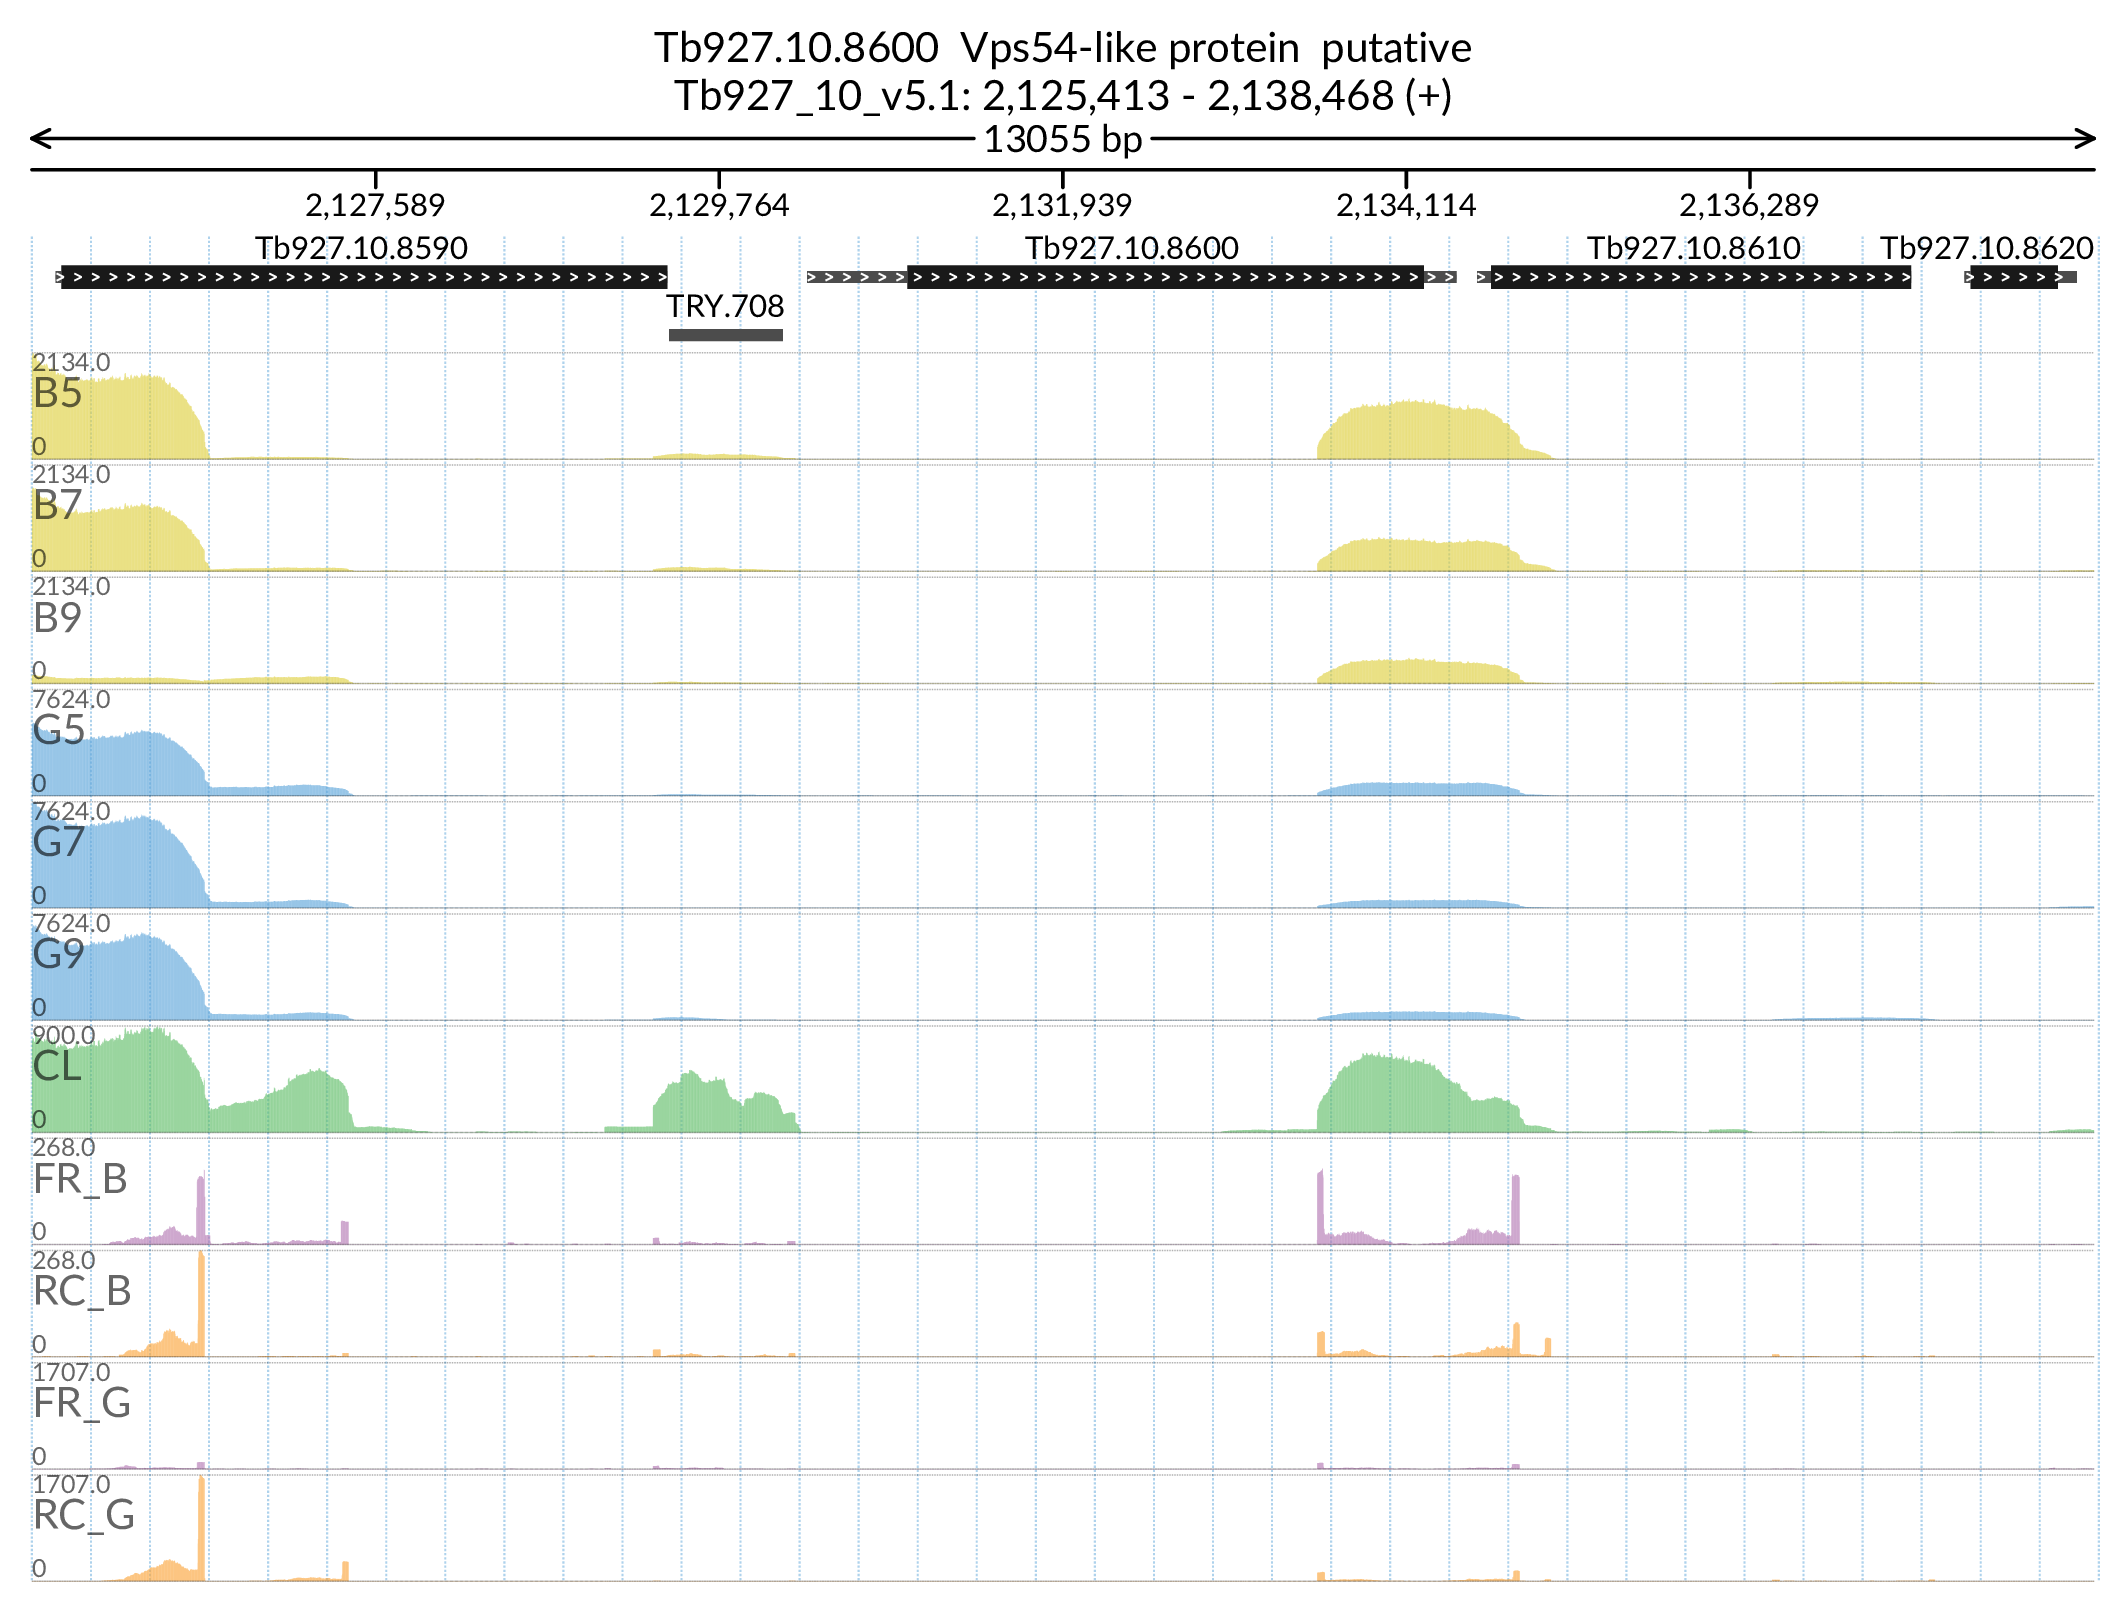 Tb927.10.8600  Vps54-like protein  putative
Tb927_10_v5.1: 2,125,413 - 2,138,468 (+)
13055 bp
2,127,589 2,129,764 2,131,939 2,134,114 2,136,289
Tb927.10.8590 Tb927.10.8600 Tb927.10.8610 Tb927.10.8620
TRY.708
2134.0
B5
0
2134.0
B7
0
2134.0
B9
0
7624.0
G5
0
7624.0
G7
0
7624.0
G9
0
900.0
CL
0
268.0
FR_B
0
268.0
RC_B
0
1707.0
FR_G
0
1707.0
RC_G
0